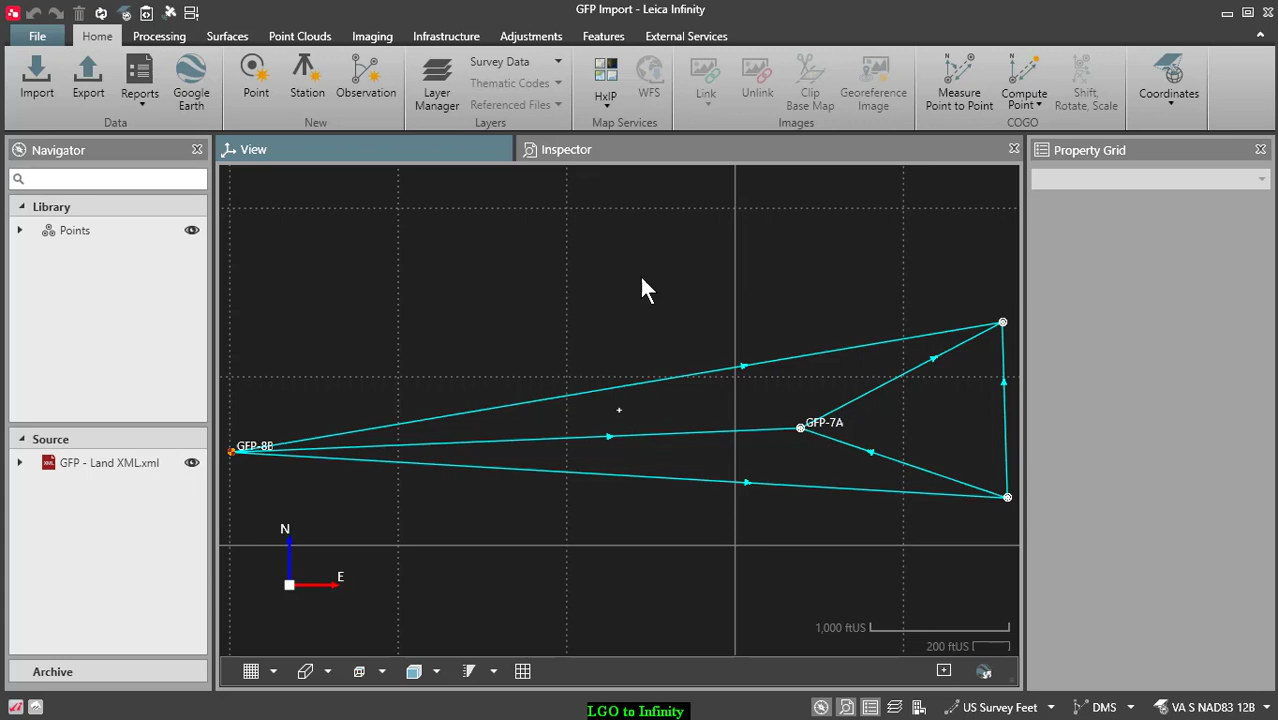 GFP Import - Leica Infinity
File Home Processing Surfaces Point Clouds Imaging Infrastructure Adjustments Features External Services
Import Export Reports Google Earth Point Station Observation Layer Manager Survey Data Thematic Codes Referenced Files HxIP WFS Link Unlink Clip Base Map Georeference Image Measure Point to Point Compute Point Shift, Rotate, Scale Coordinates
Data New Layers Map Services Images COGO
Navigator View Inspector Property Grid
Library
Points
Source
GFP - Land XML.xml
Archive
GFP-8B
GFP-7A
N
E
1,000 ftUS
200 ftUS
LGO to Infinity
US Survey Feet DMS VA S NAD83 12B